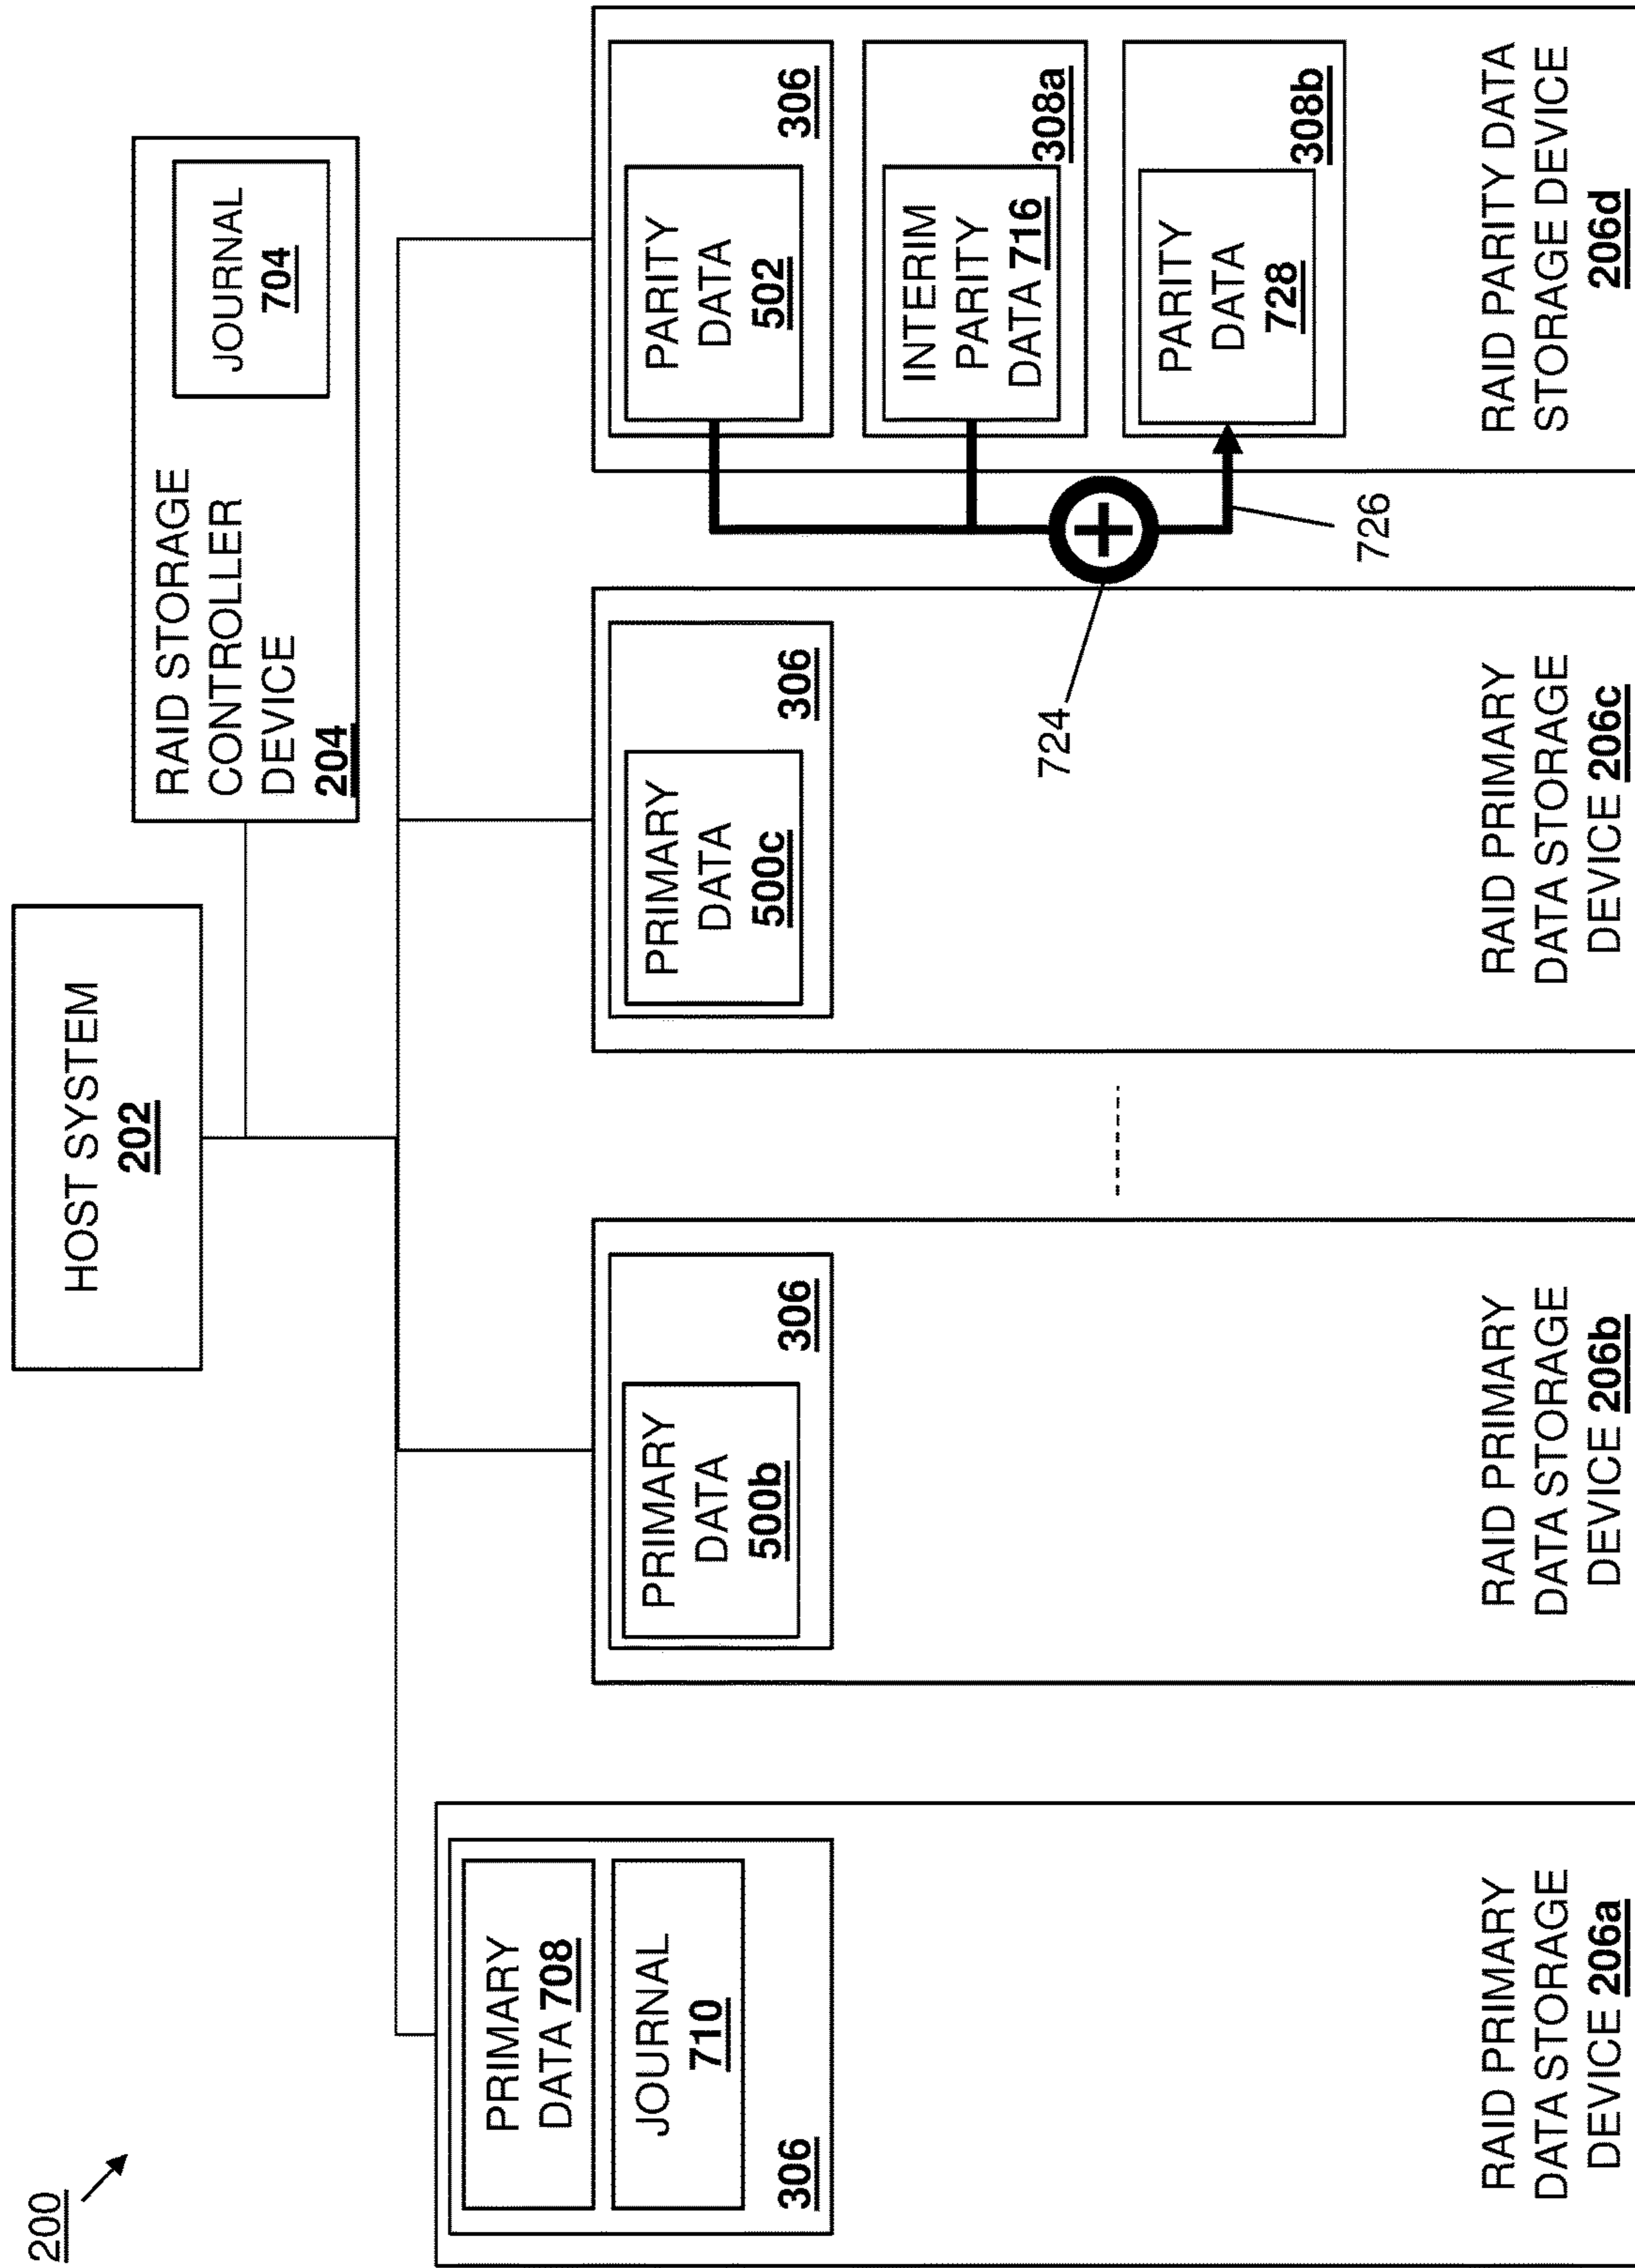 200
HOST SYSTEM
202
RAID STORAGE
CONTROLLER
DEVICE
204
JOURNAL
704
PRIMARY
DATA 708
JOURNAL
710
306
RAID PRIMARY
DATA STORAGE
DEVICE 206a
PRIMARY
DATA
500b
306
RAID PRIMARY
DATA STORAGE
DEVICE 206b
PRIMARY
DATA
500c
306
RAID PRIMARY
DATA STORAGE
DEVICE 206c
724
726
PARITY
DATA
502
306
INTERIM
PARITY
DATA 716
308a
PARITY
DATA
728
308b
RAID PARITY DATA
STORAGE DEVICE
206d